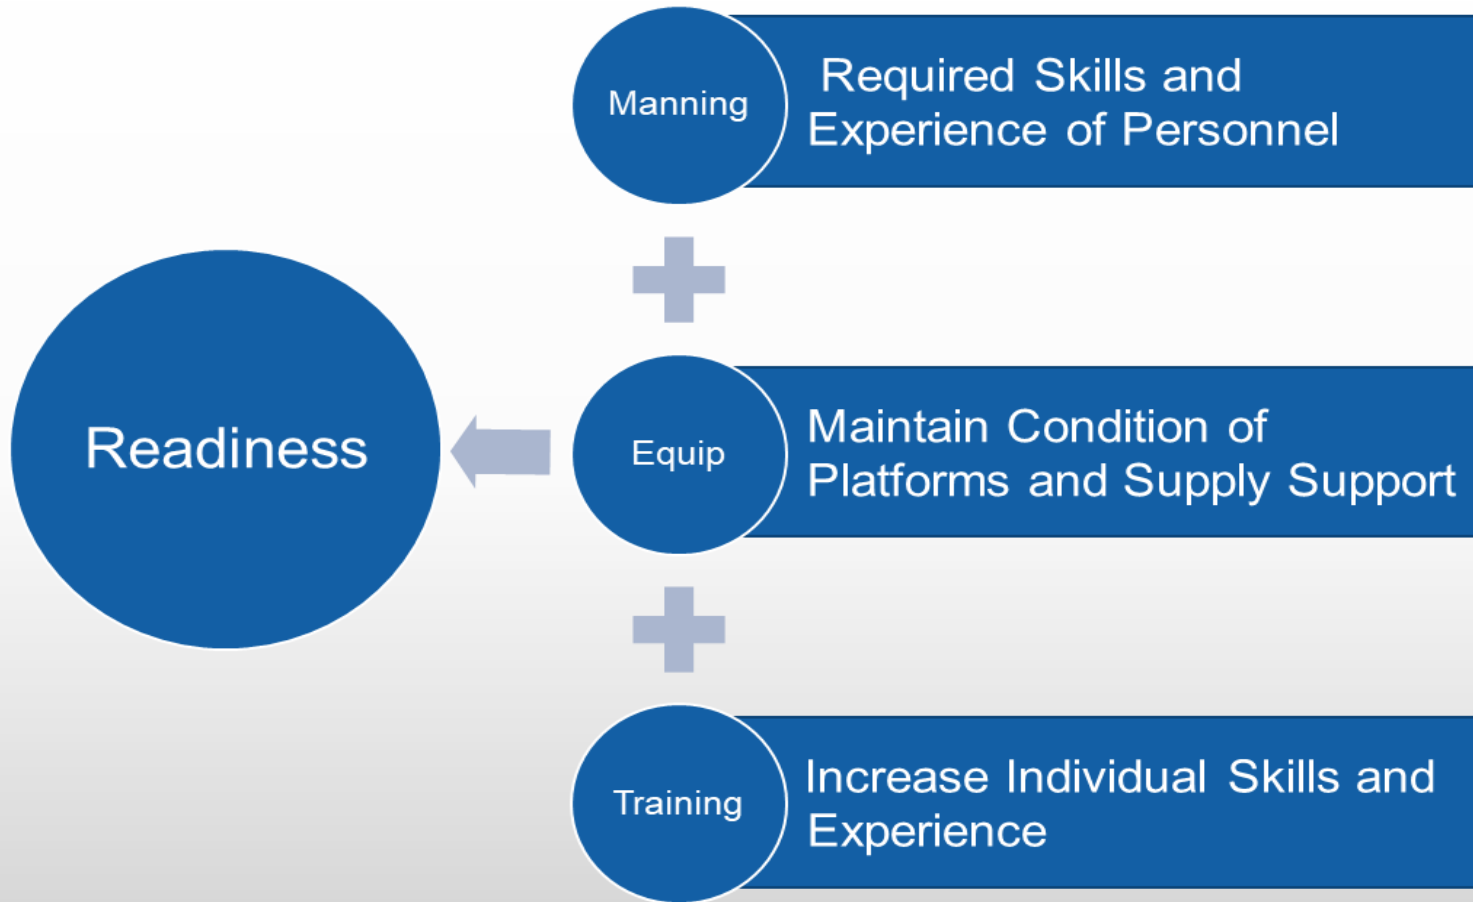 Manning
Required Skills and
Experience of Personnel
Readiness
Equip
Maintain Condition of
Platforms and Supply Support
Training
Increase Individual Skills and
Experience